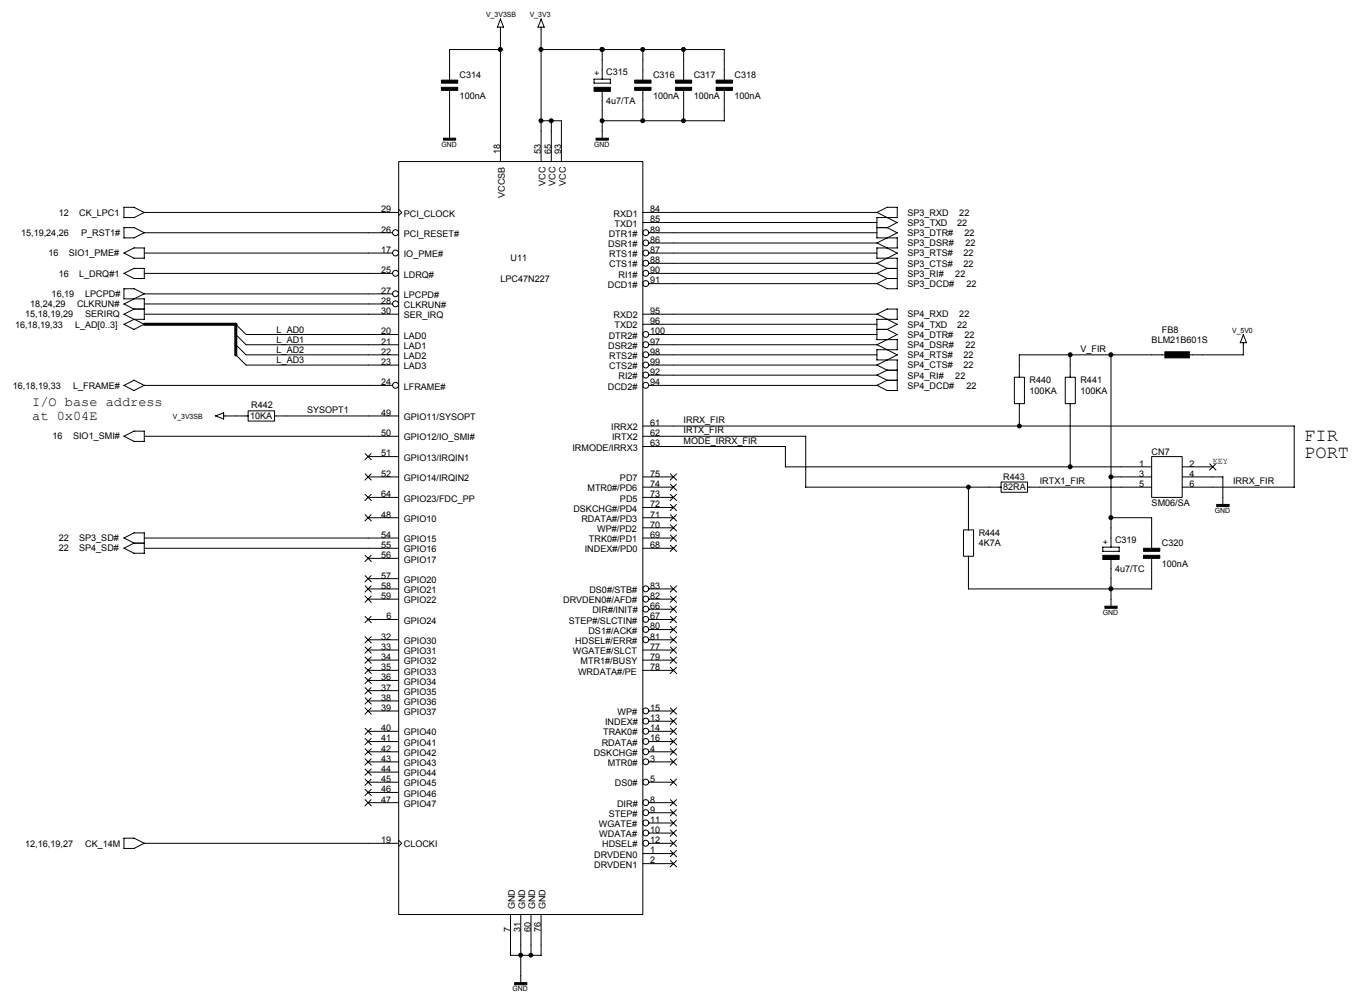 V_3V3SB V_3V3
C314 100nA
C315 4u7/TA
C316 100nA
C317 100nA
C318 100nA
+
GND GND
18 53 65 93
VCCSB VCC VCC VCC
U11
LPC47N227
12 CK_LPC1 29 PCI_CLOCK
15,19,24,26 P_RST1# 26 PCI_RESET#
16 SIO1_PME# 17 IO_PME#
16 L_DRQ#1 25 LDRQ#
16,19 LPCPD# 27 LPCPD#
18,24,29 CLKRUN# 28 CLKRUN#
15,18,19,29 SERIRQ 30 SER_IRQ
16,18,19,33 L_AD[0..3]
L_AD0 20 LAD0
L_AD1 21 LAD1
L_AD2 22 LAD2
L_AD3 23 LAD3
16,18,19,33 L_FRAME# 24 LFRAME#
I/O base address
at 0x04E
V_3V3SB R442 10KA SYSOPT1 49 GPIO11/SYSOPT
16 SIO1_SMI# 50 GPIO12/IO_SMI#
51 GPIO13/IRQIN1
52 GPIO14/IRQIN2
64 GPIO23/FDC_PP
48 GPIO10
22 SP3_SD# 54 GPIO15
22 SP4_SD# 55 GPIO16
56 GPIO17
57 GPIO20
58 GPIO21
59 GPIO22
6 GPIO24
32 GPIO30
33 GPIO31
34 GPIO32
35 GPIO33
36 GPIO34
37 GPIO35
38 GPIO36
39 GPIO37
40 GPIO40
41 GPIO41
42 GPIO42
43 GPIO43
44 GPIO44
45 GPIO45
46 GPIO46
47 GPIO47
12,16,19,27 CK_14M 19 CLOCKI
RXD1 84 SP3_RXD 22
TXD1 85 SP3_TXD 22
DTR1# 89 SP3_DTR# 22
DSR1# 86 SP3_DSR# 22
RTS1# 87 SP3_RTS# 22
CTS1# 88 SP3_CTS# 22
RI1# 90 SP3_RI# 22
DCD1# 91 SP3_DCD# 22
RXD2 95 SP4_RXD 22
TXD2 96 SP4_TXD 22
DTR2# 100 SP4_DTR# 22
DSR2# 97 SP4_DSR# 22
RTS2# 98 SP4_RTS# 22
CTS2# 99 SP4_CTS# 22
RI2# 92 SP4_RI# 22
DCD2# 94 SP4_DCD# 22
IRRX2 61 IRRX_FIR
IRTX2 62 IRTX_FIR
IRMODE/IRRX3 63 MODE_IRRX_FIR
PD7 75
MTR0#/PD6 74
PD5 73
DSKCHG#/PD4 72
RDATA#/PD3 71
WP#/PD2 70
TRK0#/PD1 69
INDEX#/PD0 68
DS0#/STB# 83
DRVDEN0#/AFD# 82
DIR#/INIT# 66
STEP#/SLCTIN# 67
DS1#/ACK# 80
HDSEL#/ERR# 81
WGATE#/SLCT 77
MTR1#/BUSY 79
WRDATA#/PE 78
WP# 15
INDEX# 13
TRAK0# 14
RDATA# 16
DSKCHG# 4
MTR0# 3
DS0# 5
DIR# 8
STEP# 9
WGATE# 11
WDATA# 10
HDSEL# 12
DRVDEN0 1
DRVDEN1 2
FB8
BLM21B601S
V_5V0
V_FIR
R440 100KA
R441 100KA
FIR
PORT
CN7
1 2 KEY
3 4
5 6 IRRX_FIR
SM06/SA
GND
R443 82RA IRTX1_FIR
R444 4K7A
+ C319 4u7/TC
C320 100nA
GND
GND GND GND GND
7 31 60 76
GND